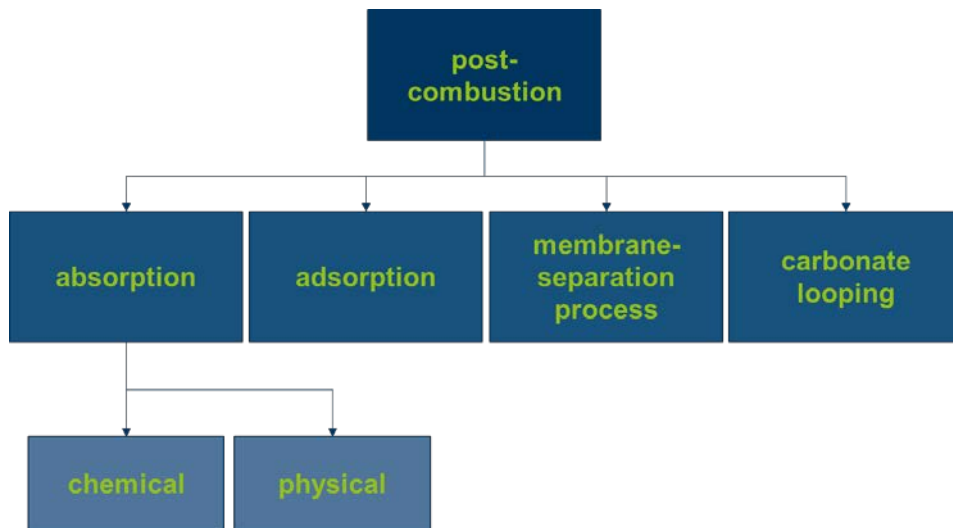 post-
combustion
absorption
adsorption
membrane-
separation
process
carbonate
looping
chemical
physical